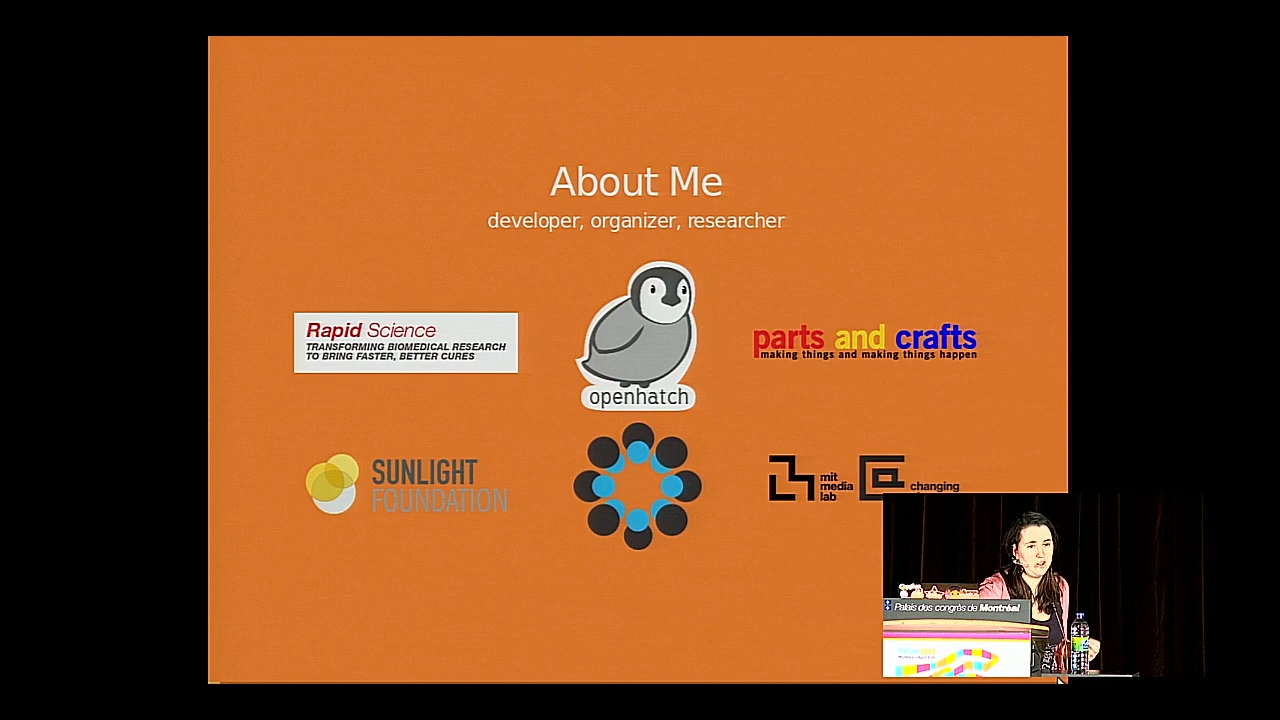 About Me
developer, organizer, researcher
Rapid Science
TRANSFORMING BIOMEDICAL RESEARCH
TO BRING FASTER, BETTER CURES
openhatch
parts and crafts
making things and making things happen
SUNLIGHT
FOUNDATION
mit
media
lab
changing
Palais des congrès de Montréal